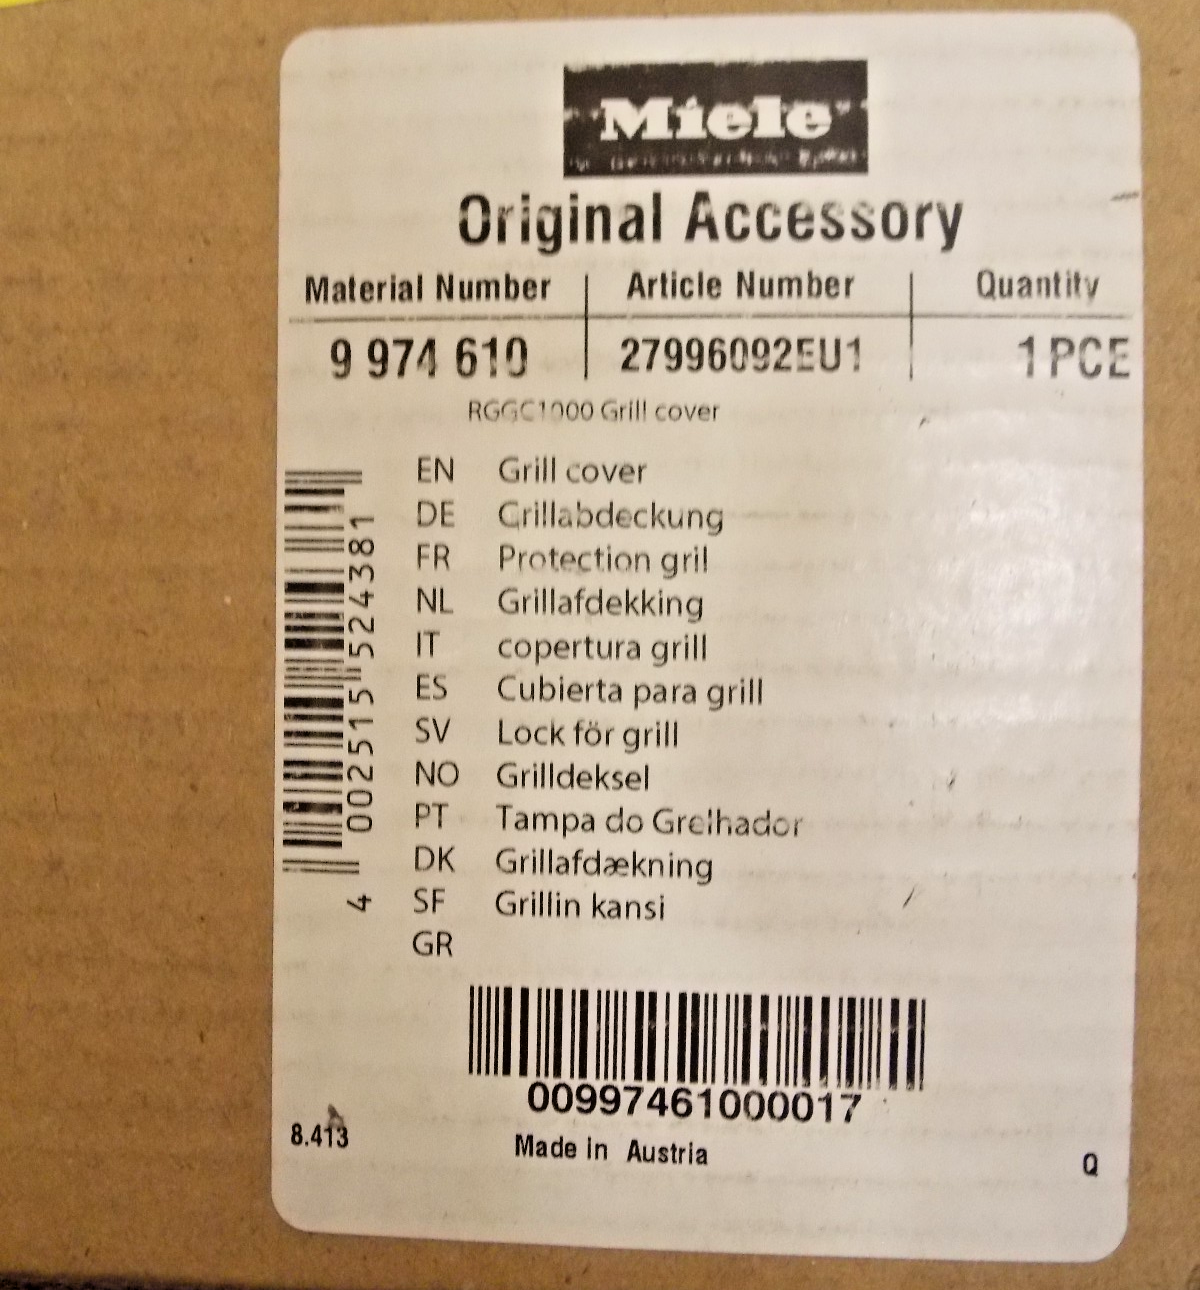 Miele
Original Accessory
Material Number Article Number Quantity
9 974 610 27996092EU1 1 PCE
RGGC1000 Grill cover
EN Grill cover
DE Grillabdeckung
FR Protection gril
NL Grillafdekking
IT copertura grill
ES Cubierta para grill
SV Lock för grill
NO Grilldeksel
PT Tampa do Grelhador
DK Grillafdækning
SF Grillin kansi
GR
4 002515 524381
00997461000017
8.413
Made in Austria
Q